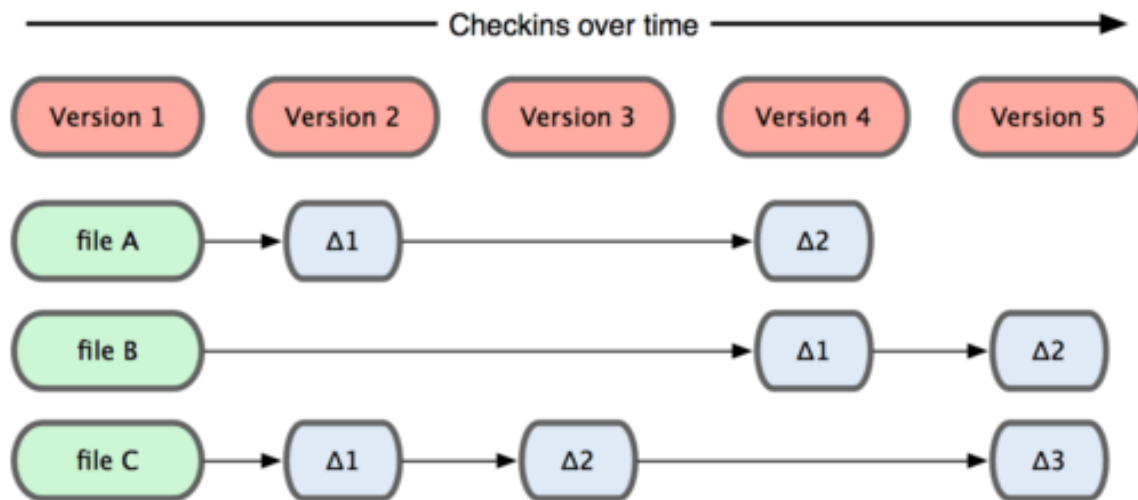 Checkins over time
Version 1 Version 2 Version 3 Version 4 Version 5
file A Δ1 Δ2
file B Δ1 Δ2
file C Δ1 Δ2 Δ3